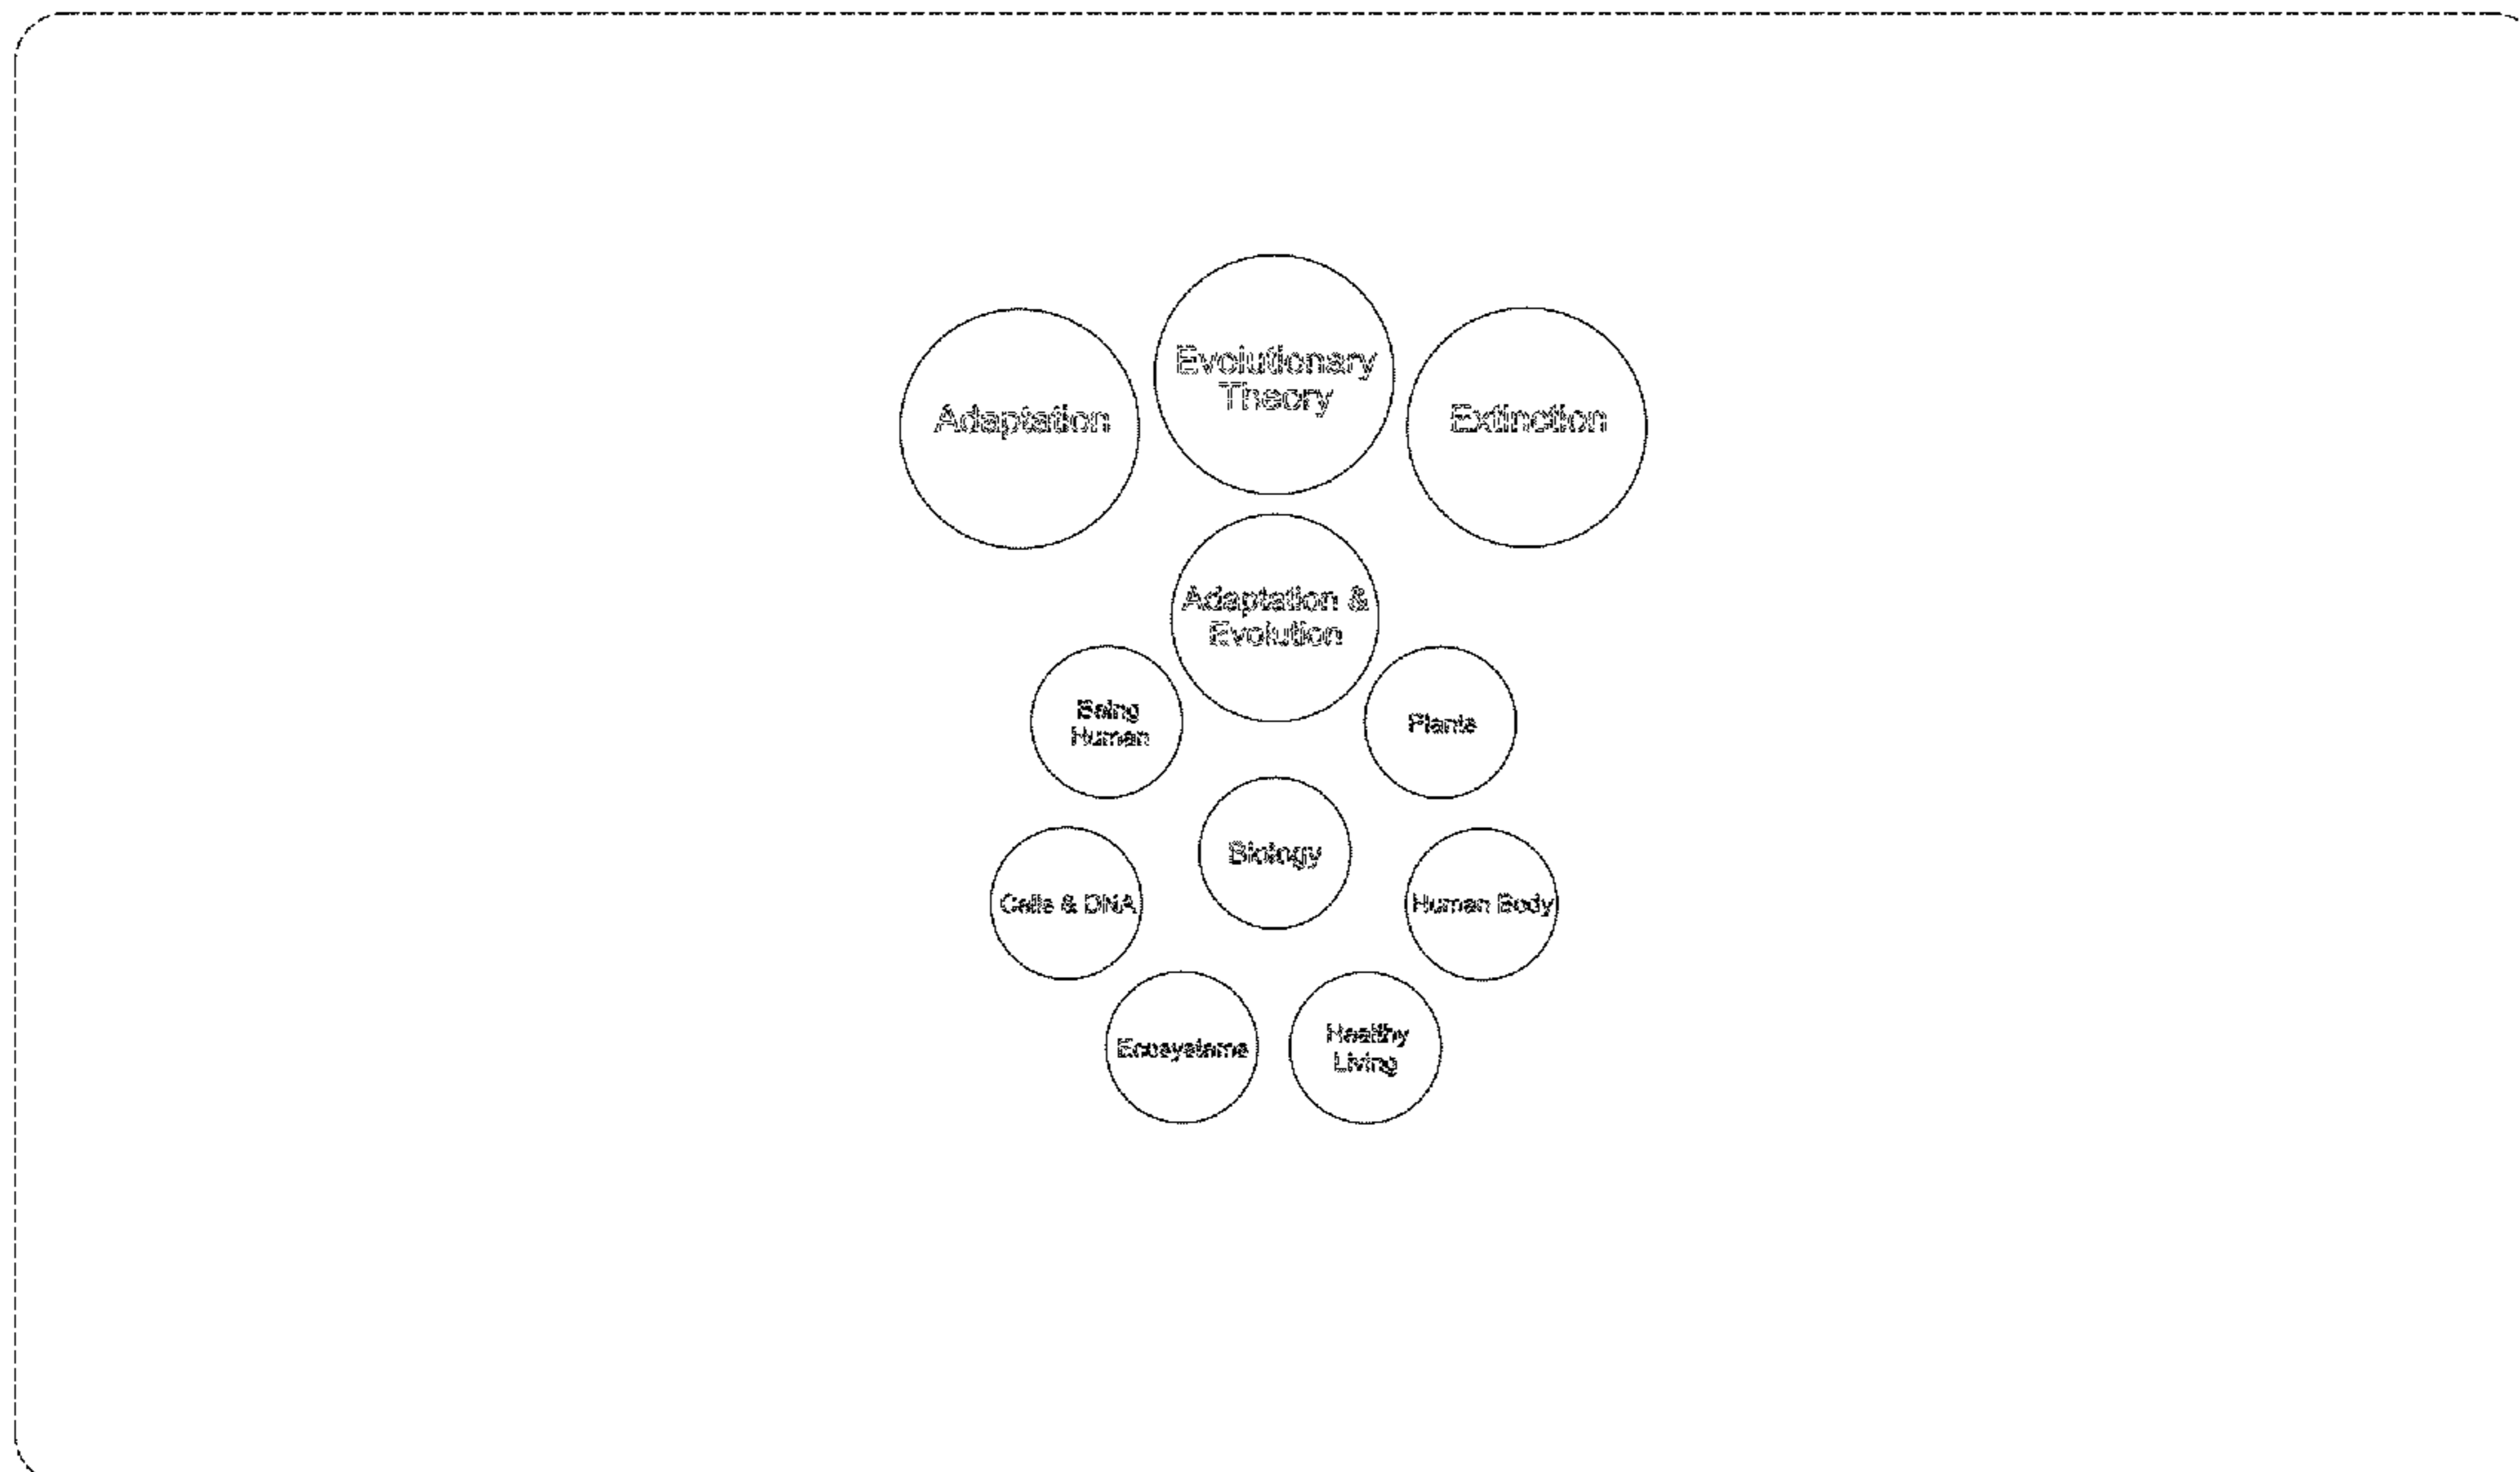 Evolutionary
Theory
Adaptation
Extinction
Adaptation &
Evolution
Being
Human
Plants
Biology
Cells & DNA
Human Body
Ecosystems
Healthy
Living